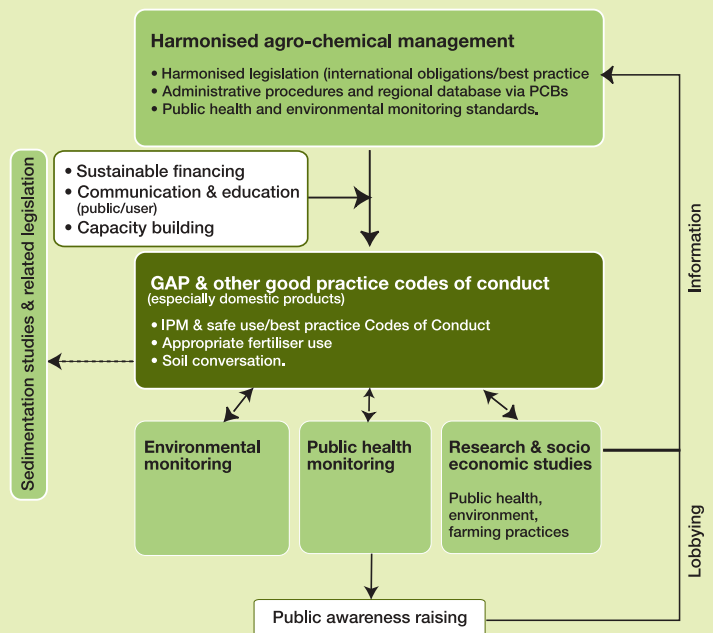 Harmonised agro-chemical management
• Harmonised legislation (international obligations/best practice
• Administrative procedures and regional database via PCBs
• Public health and environmental monitoring standards.
• Sustainable financing
• Communication & education
(public/user)
• Capacity building
Sedimentation studies & related legislation
GAP & other good practice codes of conduct
(especially domestic products)
• IPM & safe use/best practice Codes of Conduct
• Appropriate fertiliser use
• Soil conversation.
Information
Environmental
monitoring
Public health
monitoring
Research & socio
economic studies
Public health,
environment,
farming practices
Lobbying
Public awareness raising